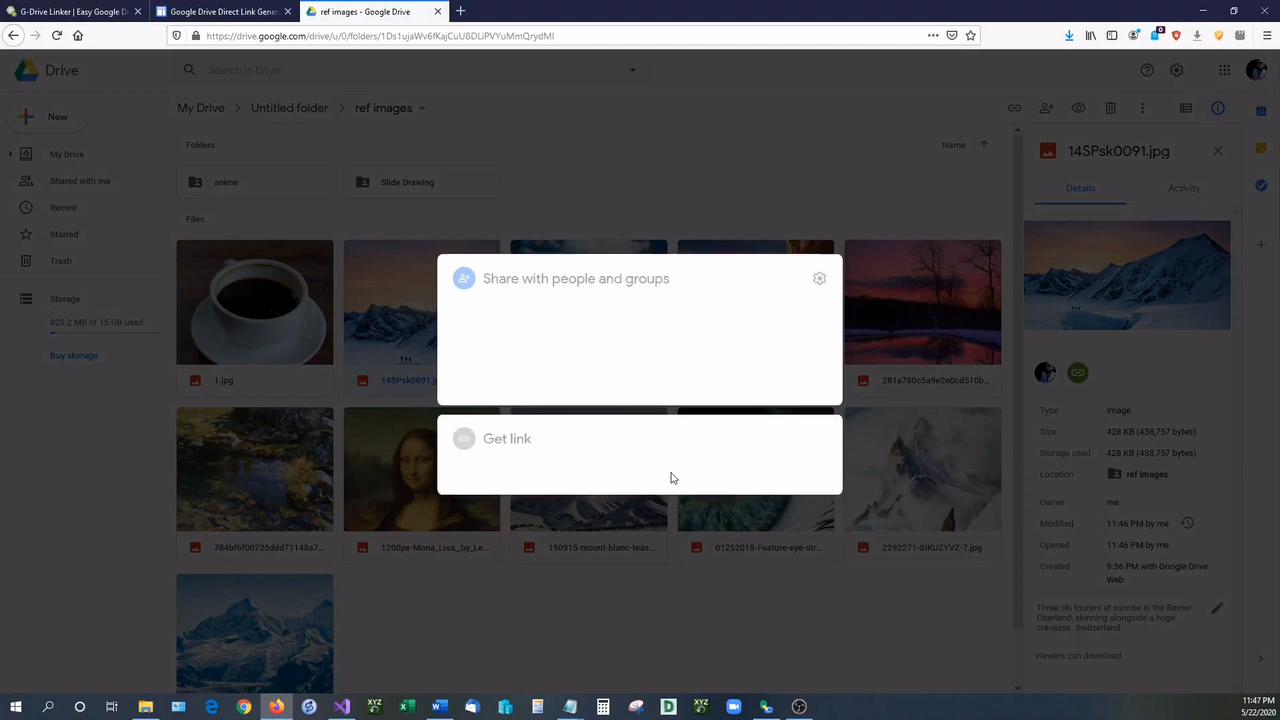 G-Drive Linker | Easy Google D
Google Drive Direct Link Gener
ref images - Google Drive
https://drive.google.com/drive/u/0/folders/1Ds1ujaWv6fKajCuU8DLiPVYuMmQrydMI
Drive
Search in Drive
New
My Drive
Untitled folder
ref images
My Drive
Shared with me
Recent
Starred
Trash
Storage
820.2 MB of 15 GB used
Buy storage
Folders
Name
anime
Slide Drawing
Files
1.jpg
14SPsk0091.j
281a780c5a9e2e0cd510b...
784bf6f00725ddd71148a7...
1200px-Mona_Lisa,_by_Le...
190915-mount-blanc-teas...
01252018-Feature-eye-str...
2292271-SIKUZYVZ-7.jpg
Share with people and groups
Get link
14SPsk0091.jpg
Details
Activity
Type
image
Size
428 KB (438,757 bytes)
Storage used
428 KB (438,757 bytes)
Location
ref images
Owner
me
Modified
11:46 PM by me
Opened
11:46 PM by me
Created
9:56 PM with Google Drive
Web
Three ski tourers at sunrise in the Berner
Oberland, skinning alongside a huge
crevasse. Switzerland
Viewers can download
XYZ
XYZ
11:47 PM
5/22/2020